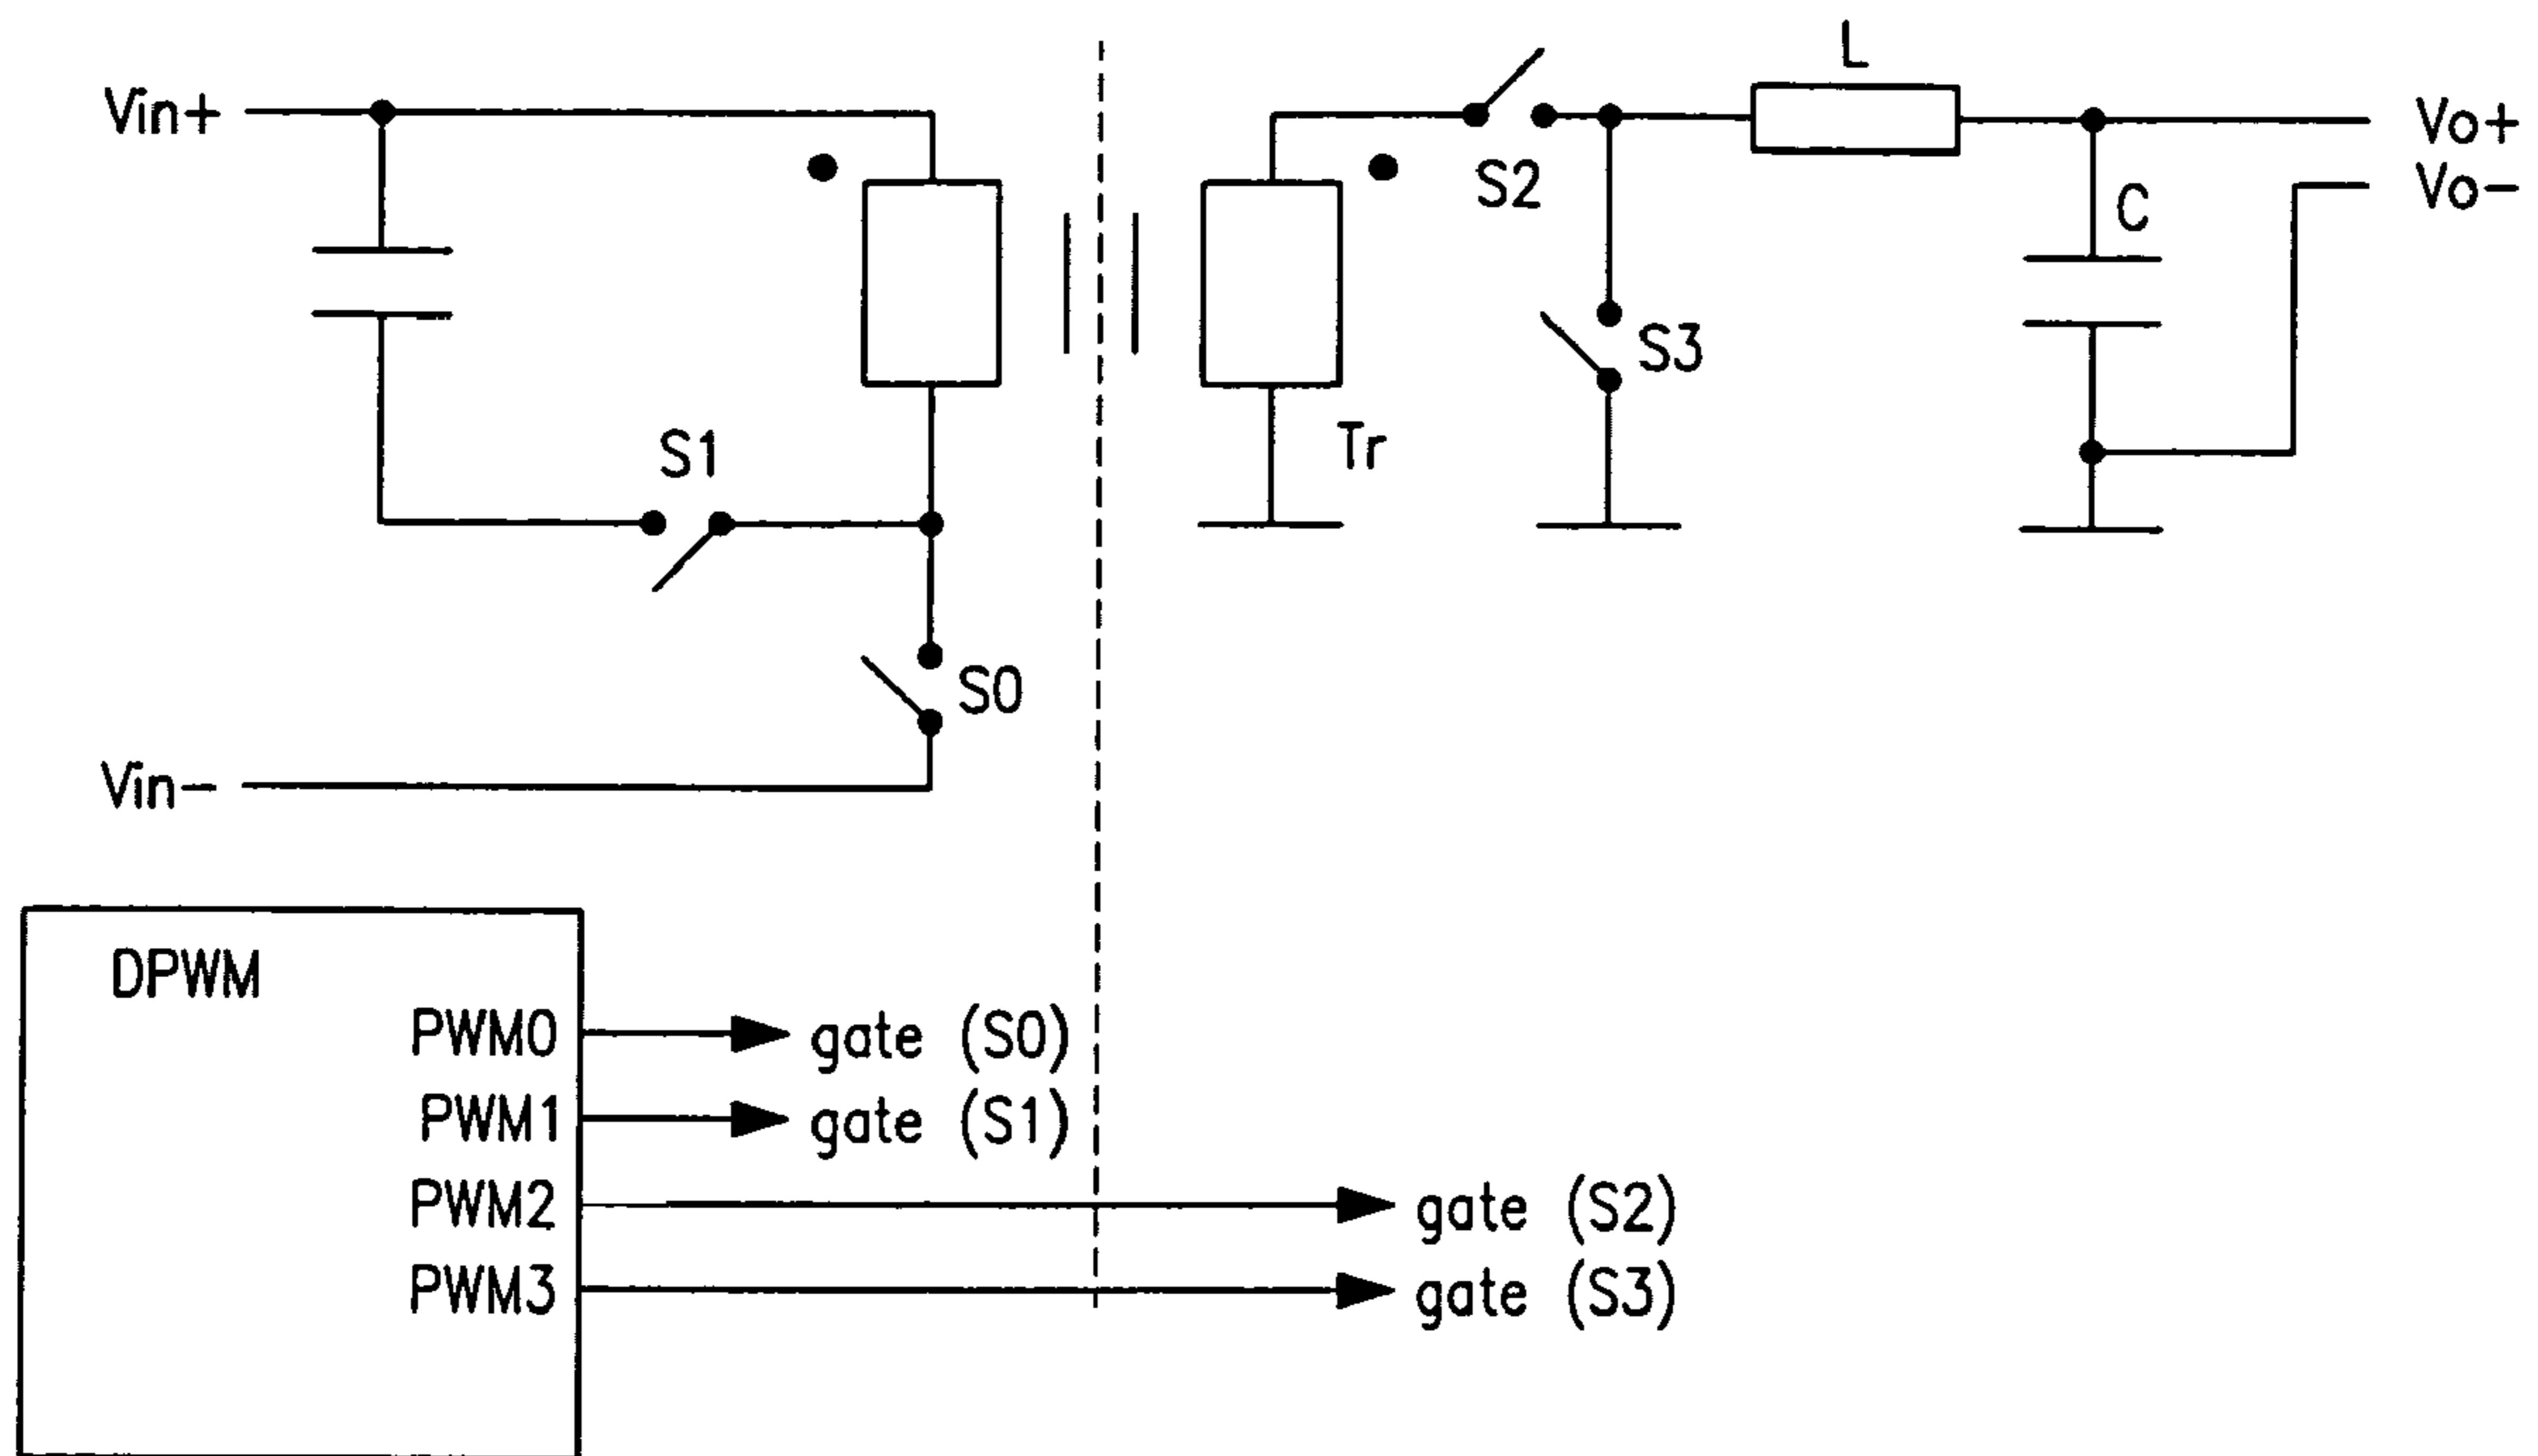 L
Vin+
Vo+
S2
Vo-
C
S3
Tr
S1
S0
Vin-
DPWM
PWM0 gate (S0)
PWM1 gate (S1)
PWM2 gate (S2)
PWM3 gate (S3)